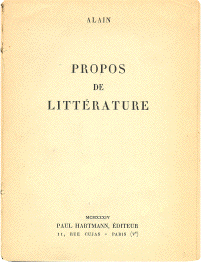 ALAIN
PROPOS
DE
LITTÉRATURE
MCMXXXIV
PAUL HARTMANN, ÉDITEUR
11, RUE CUJAS - PARIS (Vᵉ)